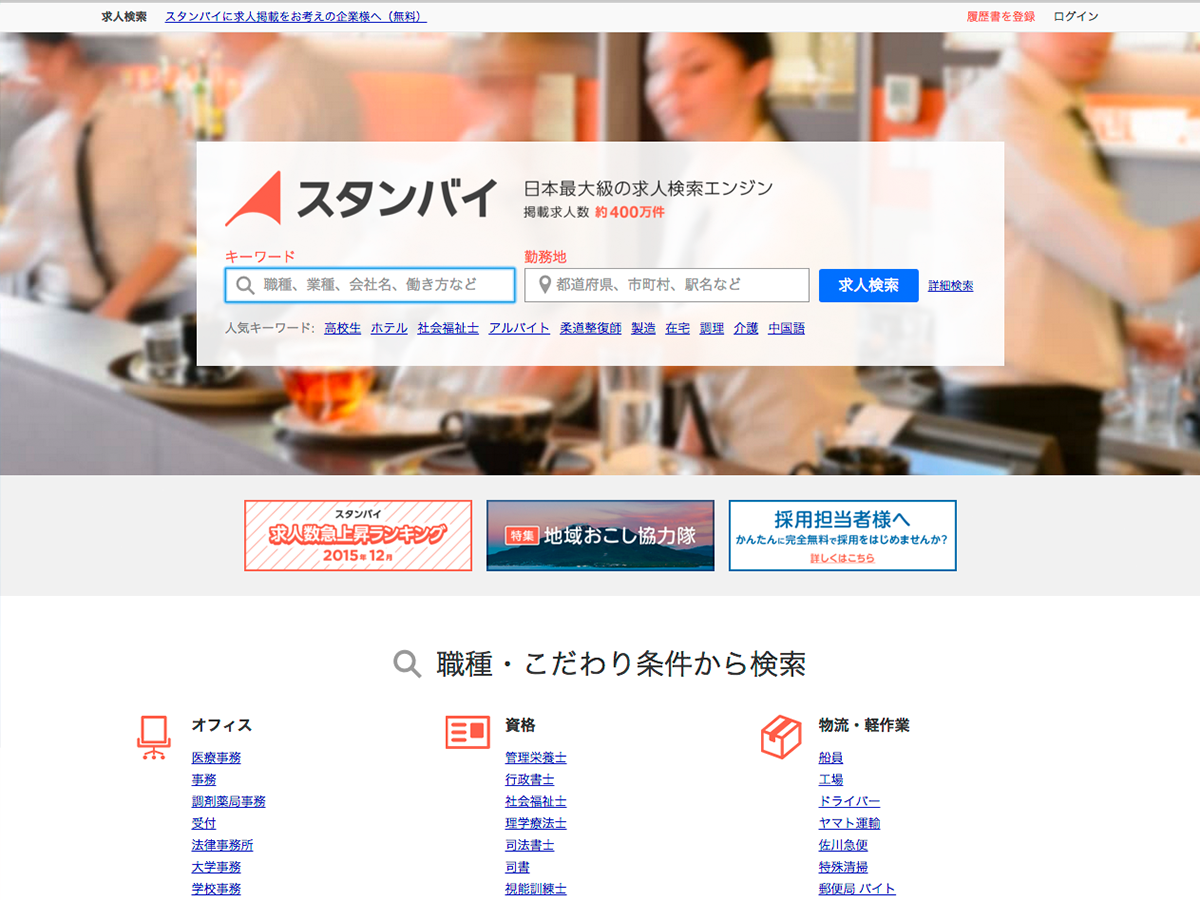 求人検索 スタンバイに求人掲載をお考えの企業様へ（無料） 履歴書を登録 ログイン
スタンバイ
日本最大級の求人検索エンジン
掲載求人数 約400万件
キーワード 勤務地
職種、業種、会社名、働き方など 都道府県、市町村、駅名など 求人検索 詳細検索
人気キーワード: 高校生 ホテル 社会福祉士 アルバイト 柔道整復師 製造 在宅 調理 介護 中国語
スタンバイ
求人数急上昇ランキング
2015年12月
特集 地域おこし協力隊
採用担当者様へ
かんたんに完全無料で採用をはじめませんか？
詳しくはこちら
職種・こだわり条件から検索
オフィス
医療事務
事務
調剤薬局事務
受付
法律事務所
大学事務
学校事務
資格
管理栄養士
行政書士
社会福祉士
理学療法士
司法書士
司書
視能訓練士
物流・軽作業
船員
工場
ドライバー
ヤマト運輸
佐川急便
特殊清掃
郵便局 バイト